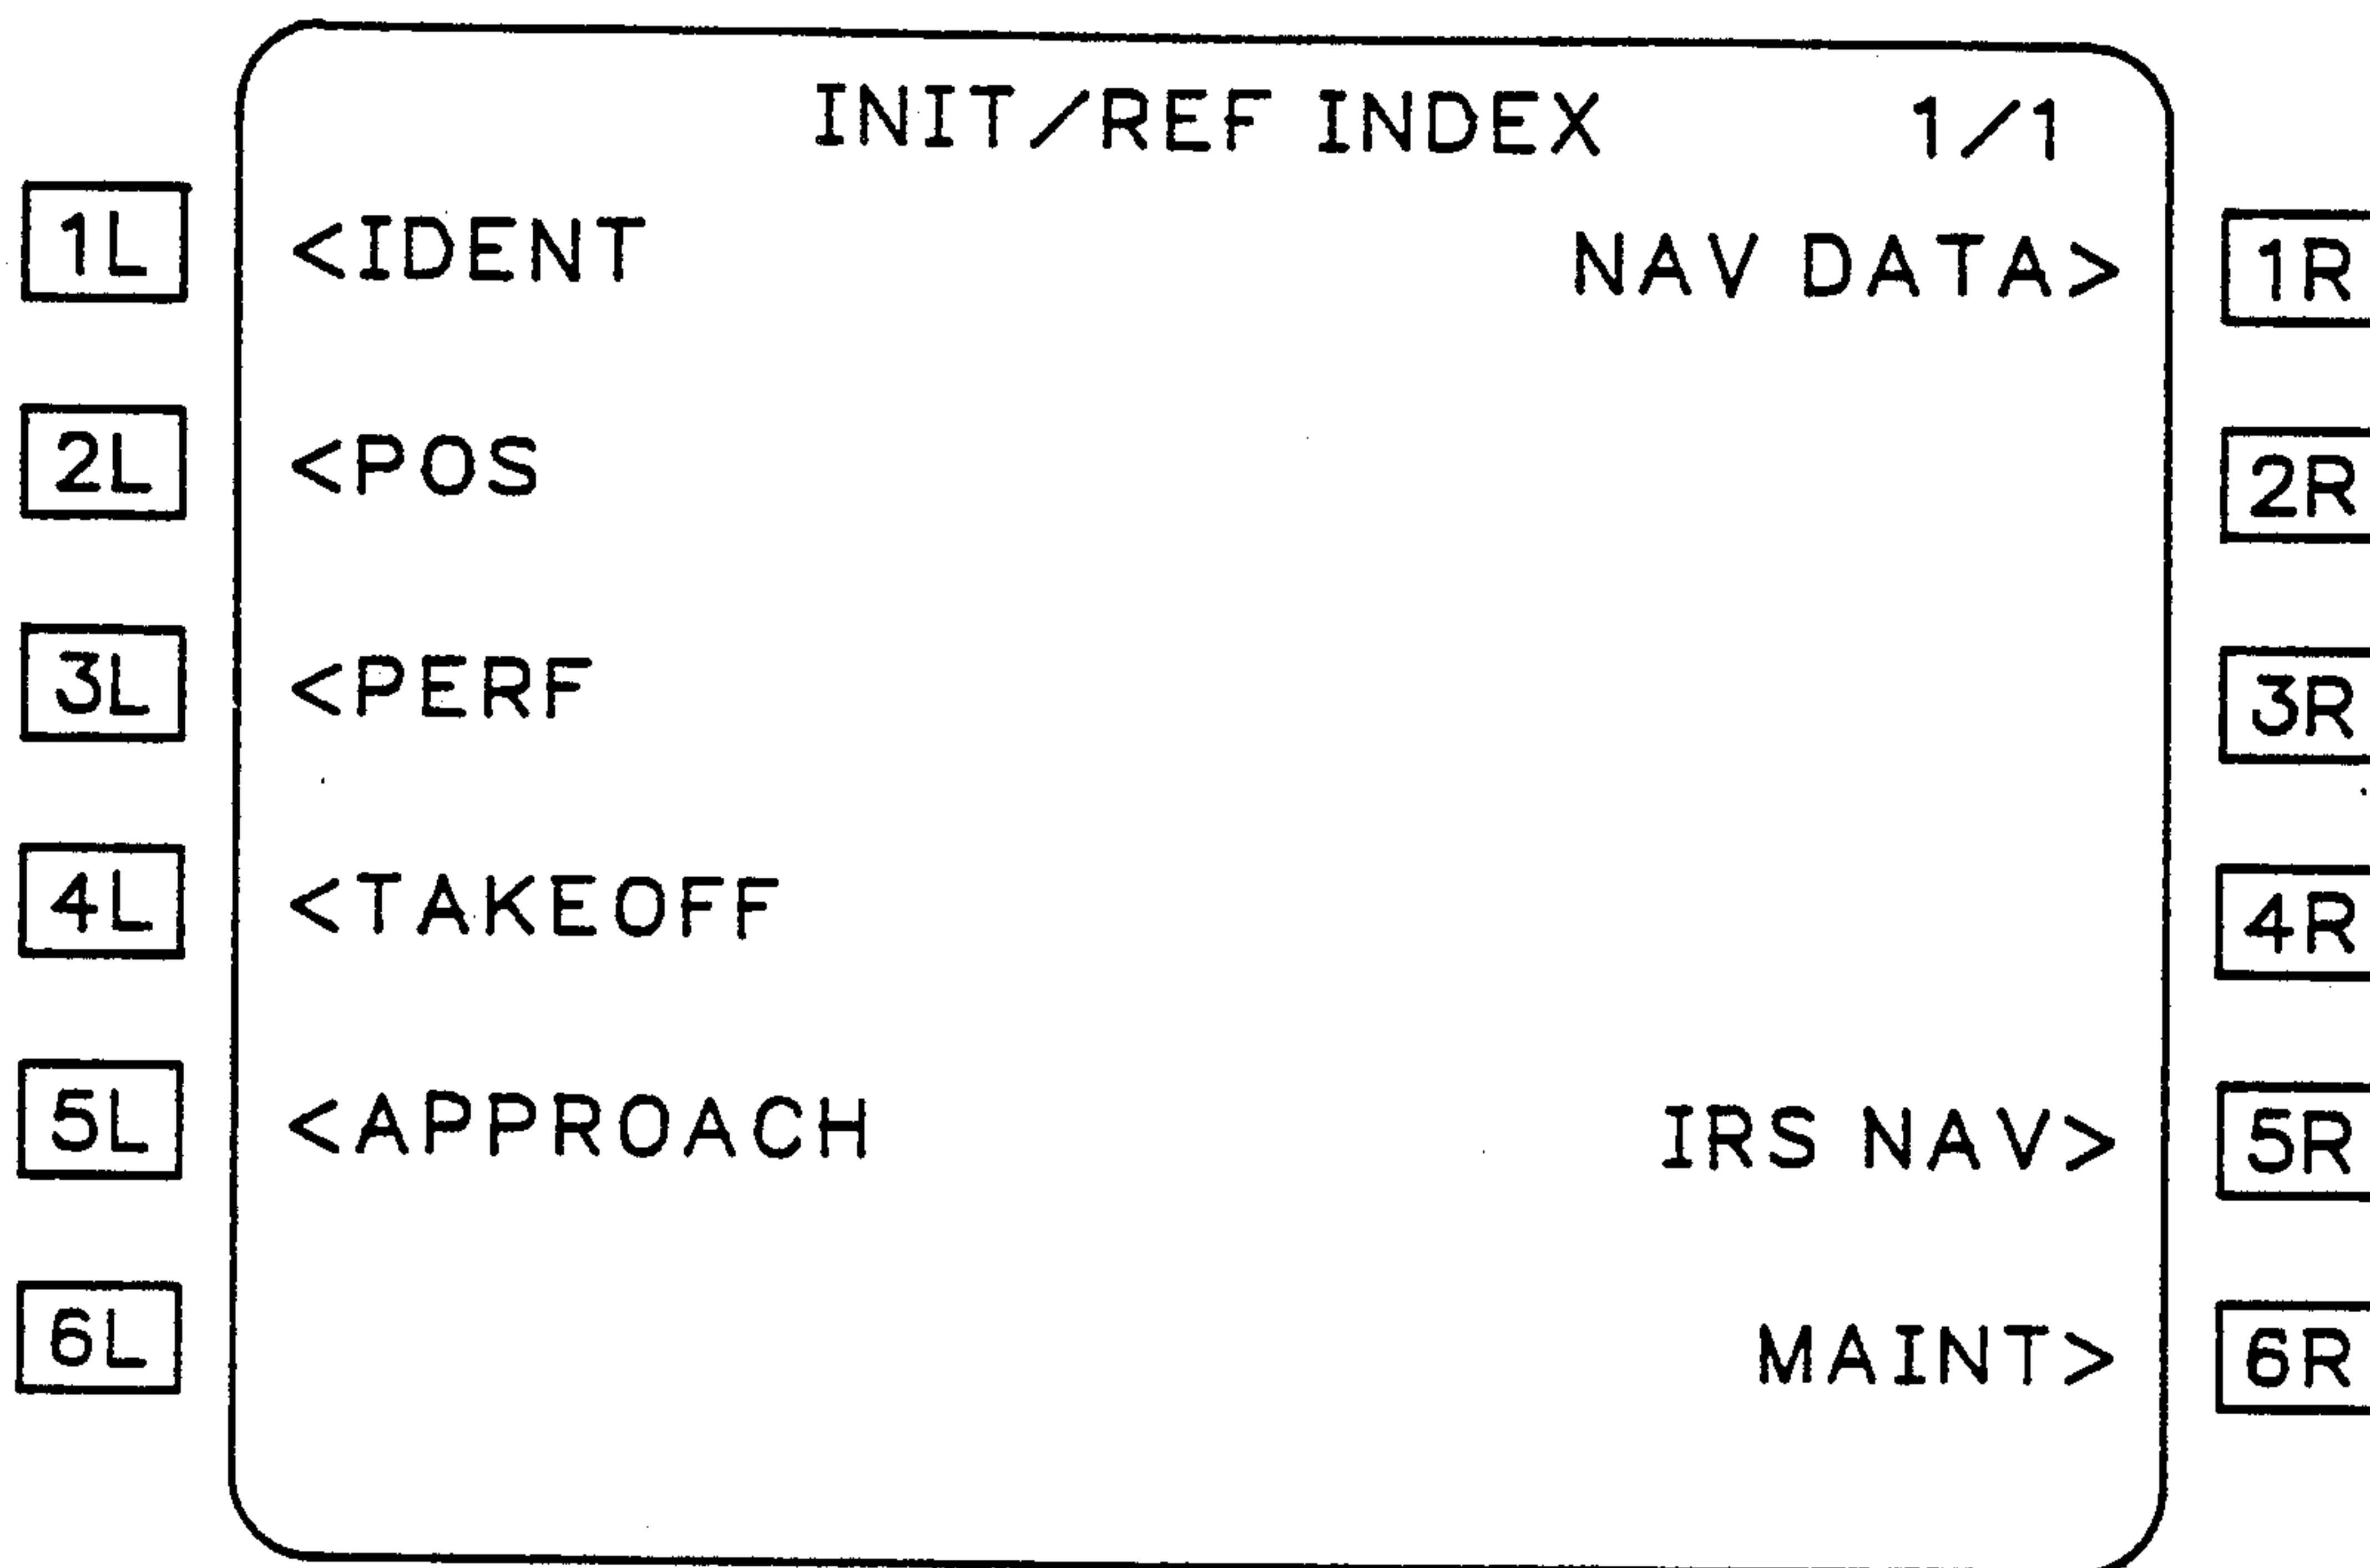 INIT/REF INDEX 1/1
1L <IDENT NAV DATA> 1R
2L <POS 2R
3L <PERF 3R
4L <TAKEOFF 4R
5L <APPROACH IRS NAV> 5R
6L MAINT> 6R